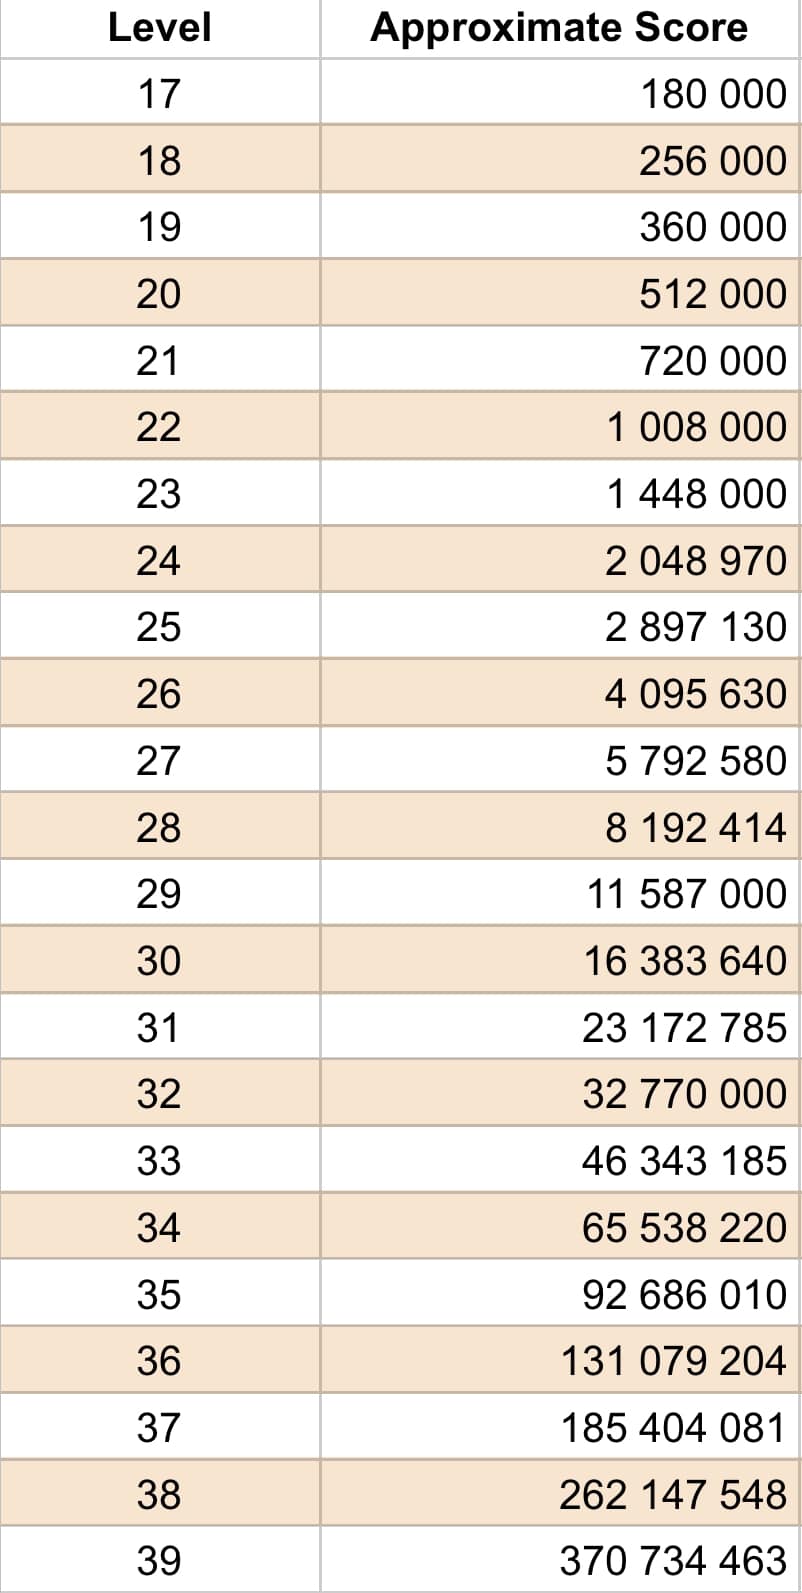 Level Approximate Score
17 180 000
18 256 000
19 360 000
20 512 000
21 720 000
22 1 008 000
23 1 448 000
24 2 048 970
25 2 897 130
26 4 095 630
27 5 792 580
28 8 192 414
29 11 587 000
30 16 383 640
31 23 172 785
32 32 770 000
33 46 343 185
34 65 538 220
35 92 686 010
36 131 079 204
37 185 404 081
38 262 147 548
39 370 734 463